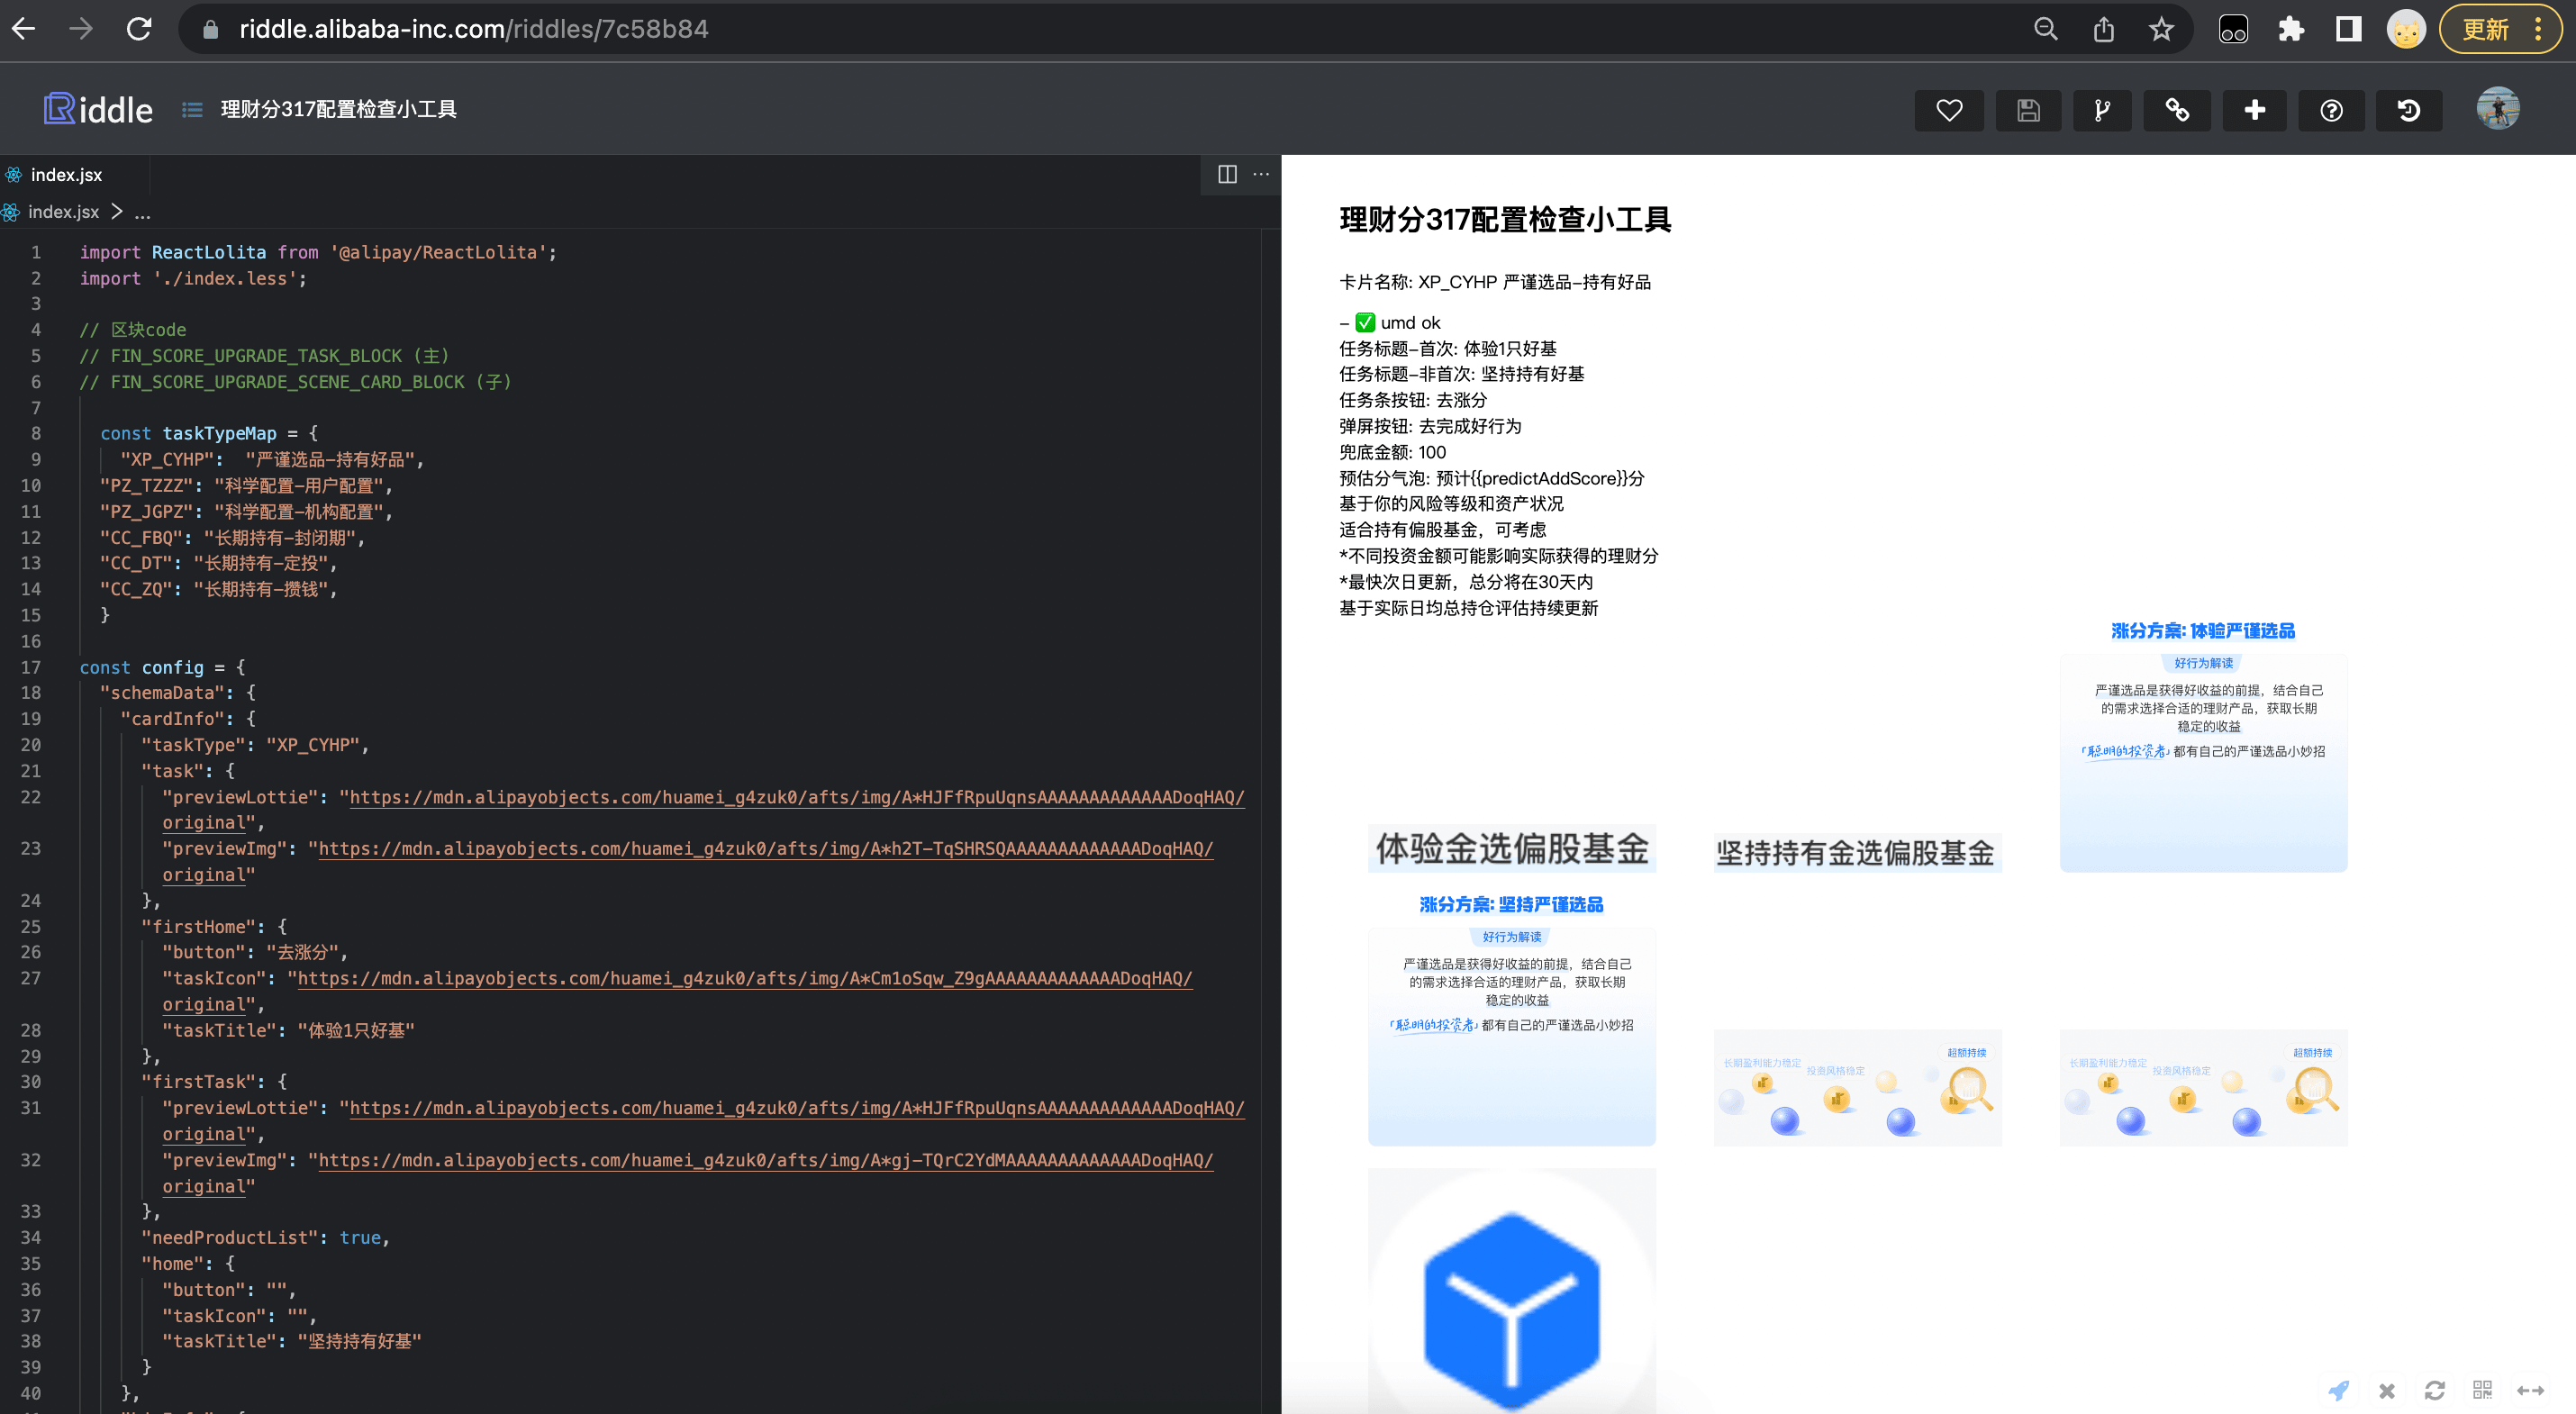 riddle.alibaba-inc.com/riddles/7c58b84
更新
Riddle
理财分317配置检查小工具
index.jsx
index.jsx > ...
1 import ReactLolita from '@alipay/ReactLolita';
2 import './index.less';
3
4 // 区块code
5 // FIN_SCORE_UPGRADE_TASK_BLOCK (主)
6 // FIN_SCORE_UPGRADE_SCENE_CARD_BLOCK (子)
7
8 const taskTypeMap = {
9 "XP_CYHP": "严谨选品-持有好品",
10 "PZ_TZZZ": "科学配置-用户配置",
11 "PZ_JGPZ": "科学配置-机构配置",
12 "CC_FBQ": "长期持有-封闭期",
13 "CC_DT": "长期持有-定投",
14 "CC_ZQ": "长期持有-攒钱",
15 }
16
17 const config = {
18 "schemaData": {
19 "cardInfo": {
20 "taskType": "XP_CYHP",
21 "task": {
22 "previewLottie": "https://mdn.alipayobjects.com/huamei_g4zuk0/afts/img/A*HJFfRpuUqnsAAAAAAAAAAAAADoqHAQ/
original",
23 "previewImg": "https://mdn.alipayobjects.com/huamei_g4zuk0/afts/img/A*h2T-TqSHRSQAAAAAAAAAAAAADoqHAQ/
original"
24 },
25 "firstHome": {
26 "button": "去涨分",
27 "taskIcon": "https://mdn.alipayobjects.com/huamei_g4zuk0/afts/img/A*Cm1oSqw_Z9gAAAAAAAAAAAAADoqHAQ/
original",
28 "taskTitle": "体验1只好基"
29 },
30 "firstTask": {
31 "previewLottie": "https://mdn.alipayobjects.com/huamei_g4zuk0/afts/img/A*HJFfRpuUqnsAAAAAAAAAAAAADoqHAQ/
original",
32 "previewImg": "https://mdn.alipayobjects.com/huamei_g4zuk0/afts/img/A*gj-TQrC2YdMAAAAAAAAAAAAADoqHAQ/
original"
33 },
34 "needProductList": true,
35 "home": {
36 "button": "",
37 "taskIcon": "",
38 "taskTitle": "坚持持有好基"
39 }
40 },
理财分317配置检查小工具
卡片名称: XP_CYHP 严谨选品-持有好品
- ✅ umd ok
任务标题-首次: 体验1只好基
任务标题-非首次: 坚持持有好基
任务条按钮: 去涨分
弹屏按钮: 去完成好行为
兜底金额: 100
预估分气泡: 预计{{predictAddScore}}分
基于你的风险等级和资产状况
适合持有偏股基金，可考虑
*不同投资金额可能影响实际获得的理财分
*最快次日更新，总分将在30天内
基于实际日均总持仓评估持续更新
体验金选偏股基金
坚持持有金选偏股基金
涨分方案: 体验严谨选品
好行为解读
严谨选品是获得好收益的前提，结合自己
的需求选择合适的理财产品，获取长期
稳定的收益
「聪明的投资者」都有自己的严谨选品小妙招
涨分方案: 坚持严谨选品
好行为解读
严谨选品是获得好收益的前提，结合自己
的需求选择合适的理财产品，获取长期
稳定的收益
「聪明的投资者」都有自己的严谨选品小妙招
长期盈利能力稳定
投资风格稳定
超额持续
长期盈利能力稳定
投资风格稳定
超额持续